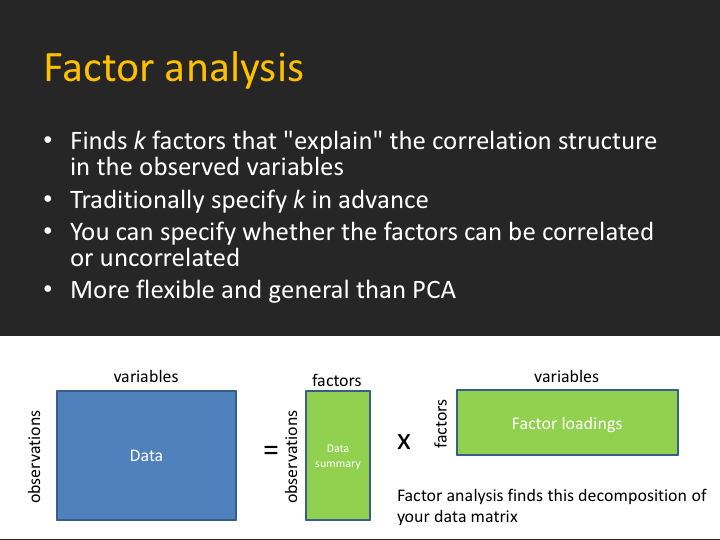 Factor analysis
• Finds k factors that "explain" the correlation structure
in the observed variables
• Traditionally specify k in advance
• You can specify whether the factors can be correlated
or uncorrelated
• More flexible and general than PCA
variables
observations
Data
=
factors
observations
Data
summary
x
variables
factors
Factor loadings
Factor analysis finds this decomposition of
your data matrix